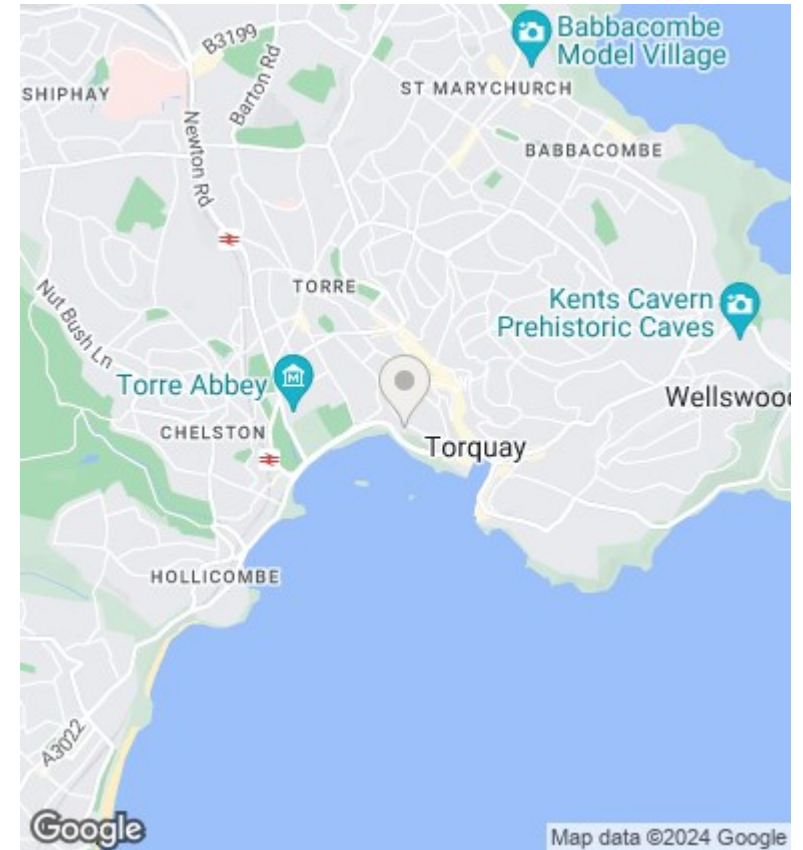 Babbacombe
Model Village
B3199
Barton Rd
SHIPHAY
ST MARYCHURCH
Newton Rd
BABBACOMBE
TORRE
Nut Bush Ln
Kents Cavern
Prehistoric Caves
Torre Abbey
Wellswood
CHELSTON
Torquay
HOLLICOMBE
A3022
Google
Map data ©2024 Google